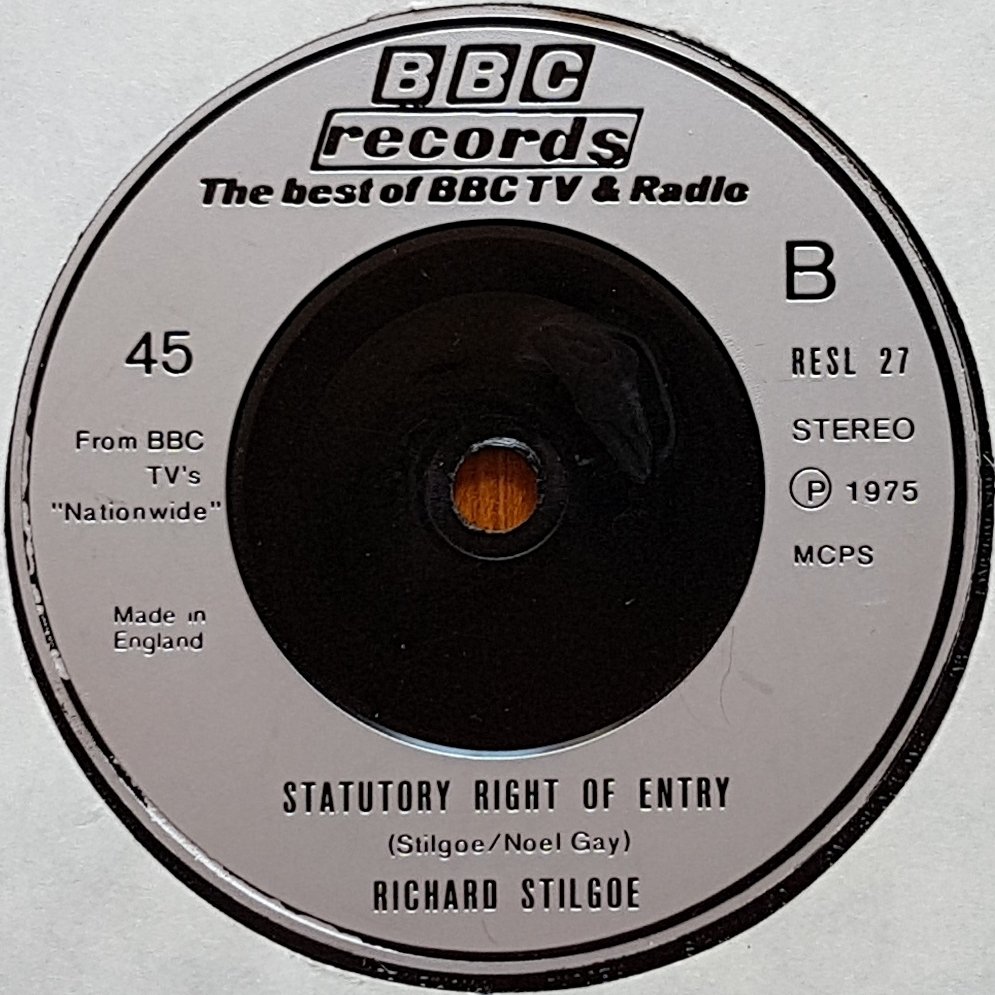 BBC
records
The best of BBC TV & Radio
B
45
RESL 27
From BBC
TV's
"Nationwide"
STEREO
Ⓟ 1975
MCPS
Made in
England
STATUTORY RIGHT OF ENTRY
(Stilgoe/Noel Gay)
RICHARD STILGOE